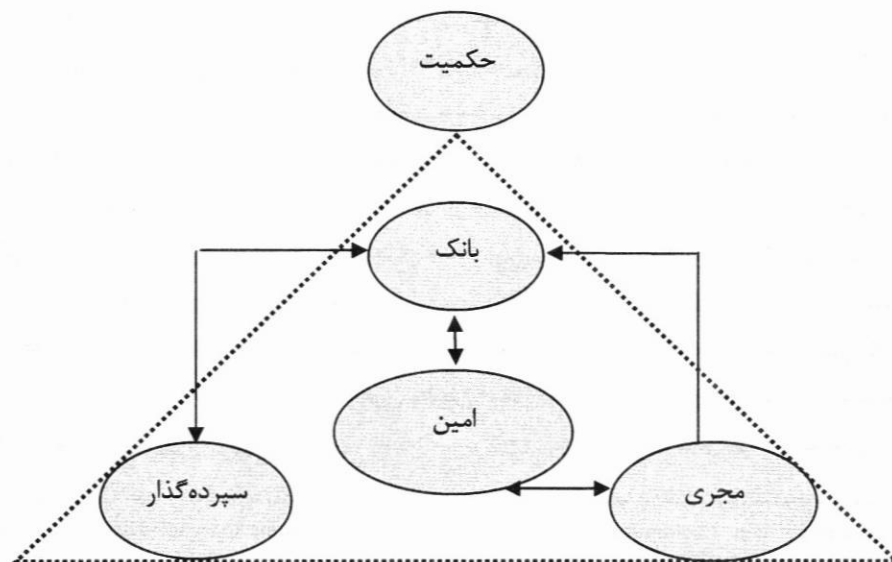 حکمیت
بانک
امین
سپرده‌گذار
مجری